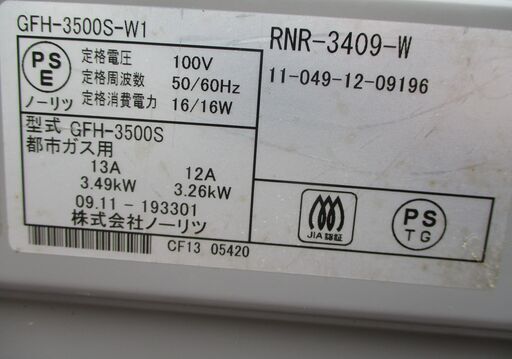 GFH-3500S-W1
PS
E
ノーリツ
定格電圧 100V
定格周波数 50/60Hz
定格消費電力 16/16W
型式 GFH-3500S
都市ガス用
13A 12A
3.49kW 3.26kW
09.11-193301
株式会社ノーリツ
CF13 05420
RNR-3409-W
11-049-12-09196
JIA認証
PS
TG